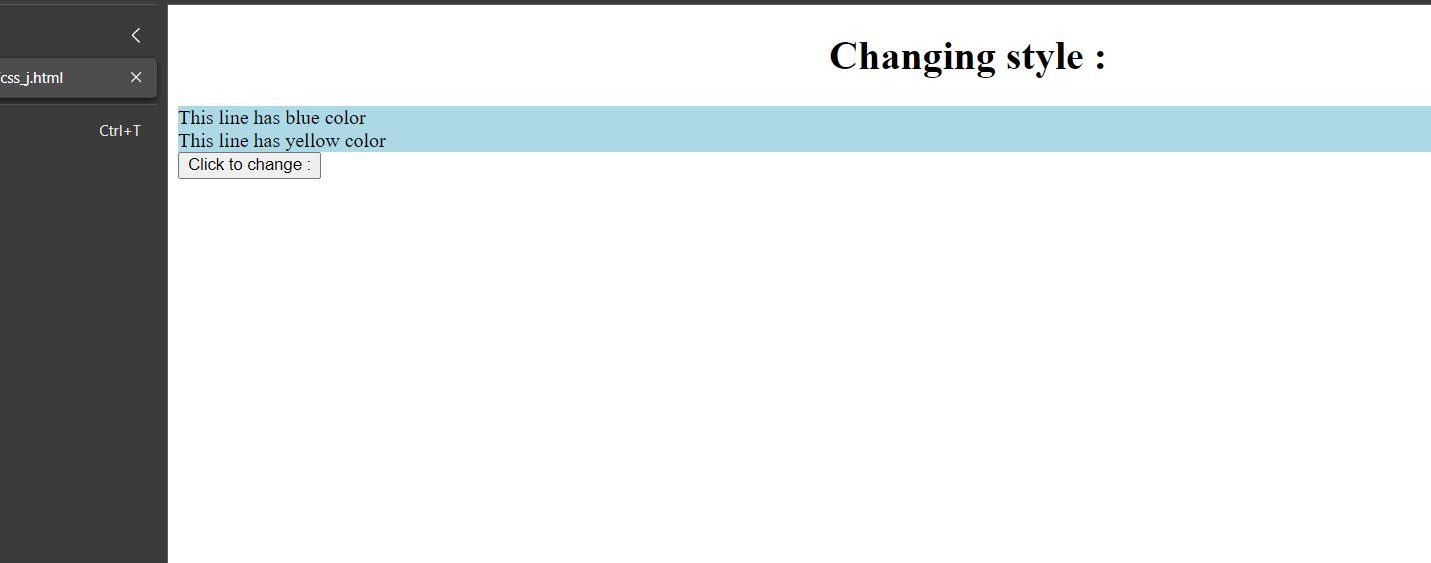 css_j.html
Ctrl+T
Changing style :
This line has blue color
This line has yellow color
Click to change :